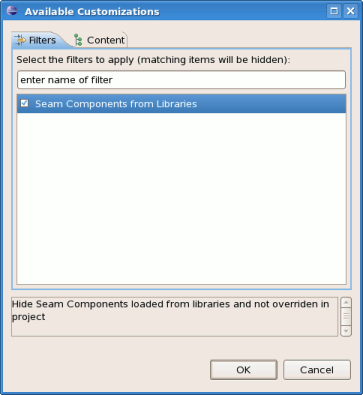 Available Customizations
Filters
Content
Select the filters to apply (matching items will be hidden):
enter name of filter
Seam Components from Libraries
Hide Seam Components loaded from libraries and not overriden in
project
OK
Cancel